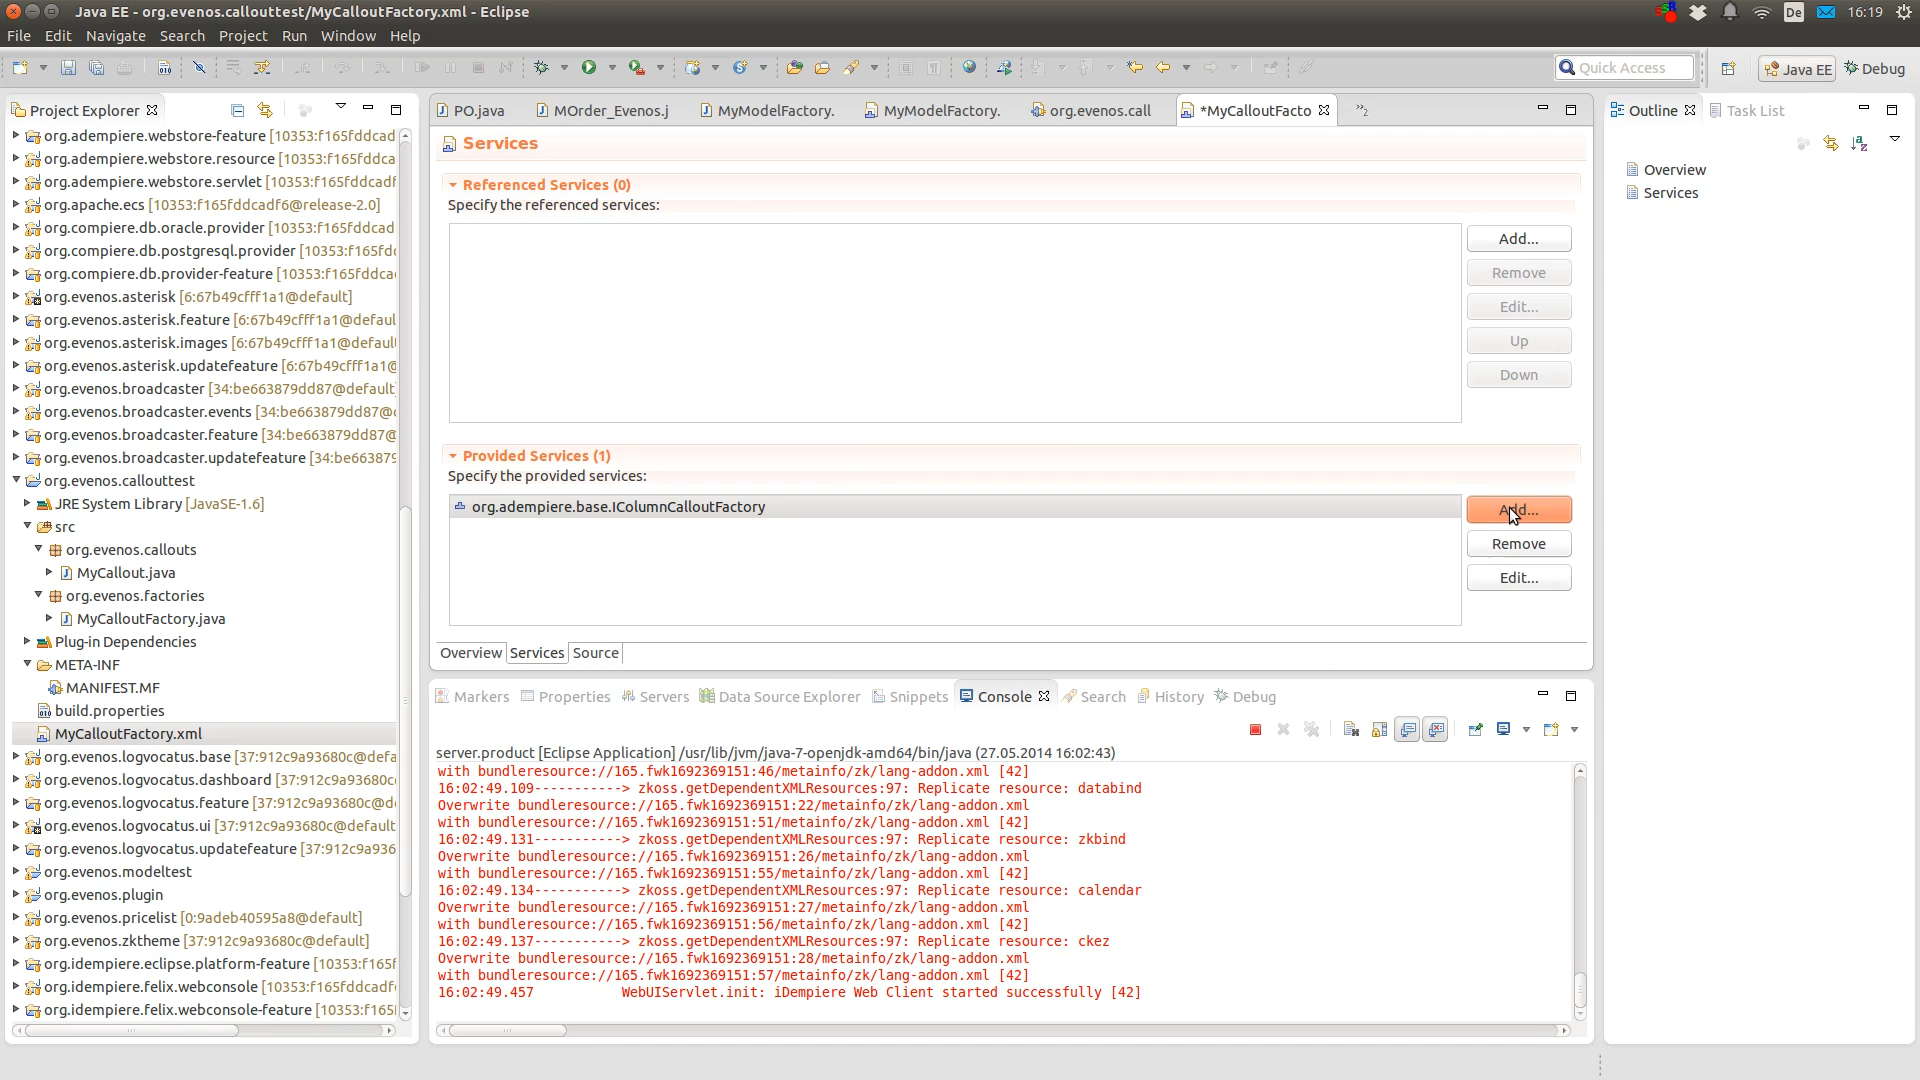 Java EE - org.evenos.callouttest/MyCalloutFactory.xml - Eclipse
De 16:19
File Edit Navigate Search Project Run Window Help
Quick Access Java EE Debug
Project Explorer
org.adempiere.webstore-feature [10353:f165fddcad
org.adempiere.webstore.resource [10353:f165fddca
org.adempiere.webstore.servlet [10353:f165fddcadf
org.apache.ecs [10353:f165fddcadf6@release-2.0]
org.compiere.db.oracle.provider [10353:f165fddcad
org.compiere.db.postgresql.provider [10353:f165fddc
org.compiere.db.provider-feature [10353:f165fddca
org.evenos.asterisk [6:67b49cfff1a1@default]
org.evenos.asterisk.feature [6:67b49cfff1a1@defaul
org.evenos.asterisk.images [6:67b49cfff1a1@defaul
org.evenos.asterisk.updatefeature [6:67b49cfff1a1@
org.evenos.broadcaster [34:be663879dd87@default]
org.evenos.broadcaster.events [34:be663879dd87@
org.evenos.broadcaster.feature [34:be663879dd87@
org.evenos.broadcaster.updatefeature [34:be66387
org.evenos.callouttest
JRE System Library [JavaSE-1.6]
src
org.evenos.callouts
MyCallout.java
org.evenos.factories
MyCalloutFactory.java
Plug-in Dependencies
META-INF
MANIFEST.MF
build.properties
MyCalloutFactory.xml
org.evenos.logvocatus.base [37:912c9a93680c@defa
org.evenos.logvocatus.dashboard [37:912c9a93680c
org.evenos.logvocatus.feature [37:912c9a93680c@d
org.evenos.logvocatus.ui [37:912c9a93680c@default
org.evenos.logvocatus.updatefeature [37:912c9a936
org.evenos.modeltest
org.evenos.plugin
org.evenos.pricelist [0:9adeb40595a8@default]
org.evenos.zktheme [37:912c9a93680c@default]
org.idempiere.eclipse.platform-feature [10353:f165f
org.idempiere.felix.webconsole [10353:f165fddcadf
org.idempiere.felix.webconsole-feature [10353:f165
PO.java MOrder_Evenos.j MyModelFactory. MyModelFactory. org.evenos.call *MyCalloutFacto »2
Services
Referenced Services (0)
Specify the referenced services:
Add...
Remove
Edit...
Up
Down
Provided Services (1)
Specify the provided services:
org.adempiere.base.IColumnCalloutFactory
Add...
Remove
Edit...
Overview Services Source
Markers Properties Servers Data Source Explorer Snippets Console Search History Debug
server.product [Eclipse Application] /usr/lib/jvm/java-7-openjdk-amd64/bin/java (27.05.2014 16:02:43)
with bundleresource://165.fwk1692369151:46/metainfo/zk/lang-addon.xml [42]
16:02:49.109-----------> zkoss.getDependentXMLResources:97: Replicate resource: databind
Overwrite bundleresource://165.fwk1692369151:22/metainfo/zk/lang-addon.xml
with bundleresource://165.fwk1692369151:51/metainfo/zk/lang-addon.xml [42]
16:02:49.131-----------> zkoss.getDependentXMLResources:97: Replicate resource: zkbind
Overwrite bundleresource://165.fwk1692369151:26/metainfo/zk/lang-addon.xml
with bundleresource://165.fwk1692369151:55/metainfo/zk/lang-addon.xml [42]
16:02:49.134-----------> zkoss.getDependentXMLResources:97: Replicate resource: calendar
Overwrite bundleresource://165.fwk1692369151:27/metainfo/zk/lang-addon.xml
with bundleresource://165.fwk1692369151:56/metainfo/zk/lang-addon.xml [42]
16:02:49.137-----------> zkoss.getDependentXMLResources:97: Replicate resource: ckez
Overwrite bundleresource://165.fwk1692369151:28/metainfo/zk/lang-addon.xml
with bundleresource://165.fwk1692369151:57/metainfo/zk/lang-addon.xml [42]
16:02:49.457 WebUIServlet.init: iDempiere Web Client started successfully [42]
Outline Task List
Overview
Services